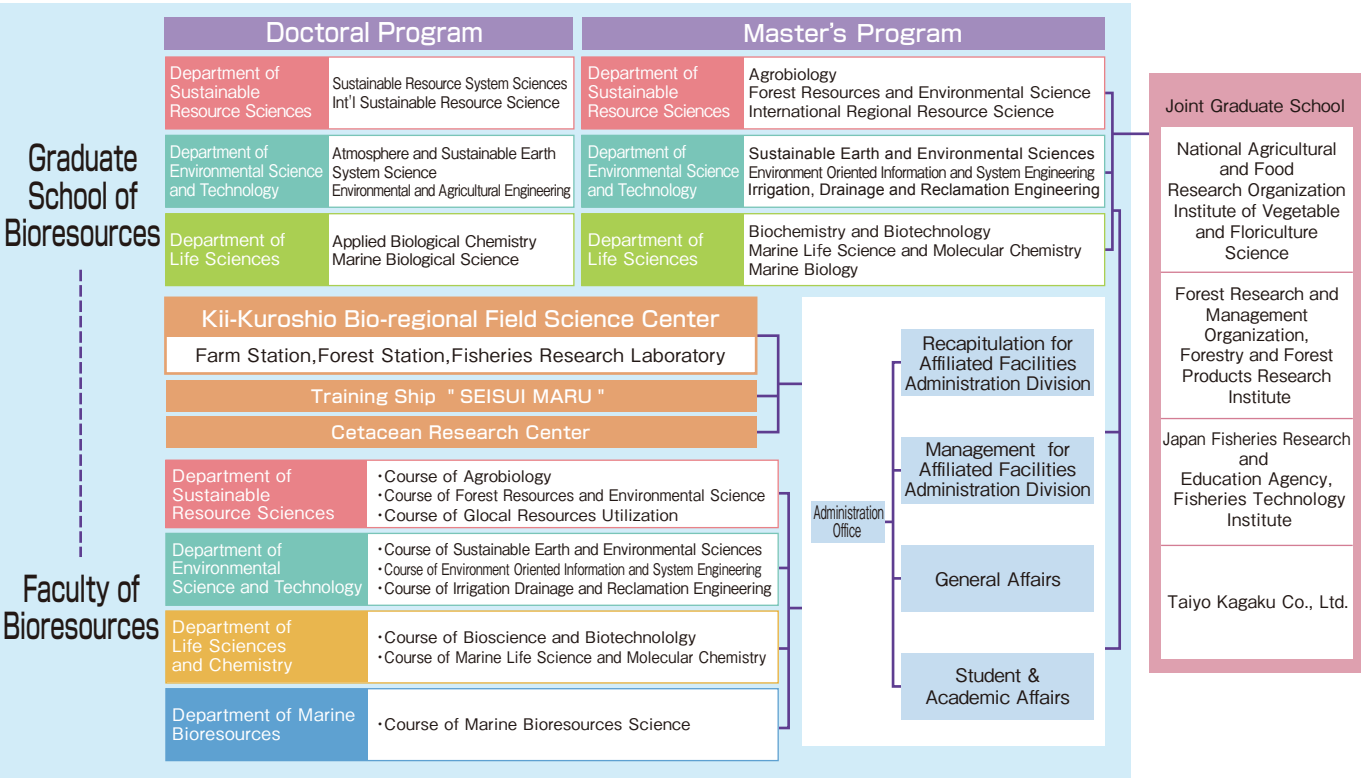 Graduate
School of
Bioresources
Faculty of
Bioresources
Doctoral Program
Department of
Sustainable
Resource Sciences
Sustainable Resource System Sciences
Int'l Sustainable Resource Science
Department of
Environmental Science
and Technology
Atmosphere and Sustainable Earth
System Science
Environmental and Agricultural Engineering
Department of
Life Sciences
Applied Biological Chemistry
Marine Biological Science
Master's Program
Department of
Sustainable
Resource Sciences
Agrobiology
Forest Resources and Environmental Science
International Regional Resource Science
Department of
Environmental Science
and Technology
Sustainable Earth and Environmental Sciences
Environment Oriented Information and System Engineering
Irrigation, Drainage and Reclamation Engineering
Department of
Life Sciences
Biochemistry and Biotechnology
Marine Life Science and Molecular Chemistry
Marine Biology
Kii-Kuroshio Bio-regional Field Science Center
Farm Station,Forest Station,Fisheries Research Laboratory
Training Ship " SEISUI MARU "
Cetacean Research Center
Department of
Sustainable
Resource Sciences
・Course of Agrobiology
・Course of Forest Resources and Environmental Science
・Course of Glocal Resources Utilization
Department of
Environmental
Science and Technology
・Course of Sustainable Earth and Environmental Sciences
・Course of Environment Oriented Information and System Engineering
・Course of Irrigation Drainage and Reclamation Engineering
Department of
Life Sciences
and Chemistry
・Course of Bioscience and Biotechnololgy
・Course of Marine Life Science and Molecular Chemistry
Department of Marine
Bioresources
・Course of Marine Bioresources Science
Administration
Office
Recapitulation for
Affiliated Facilities
Administration Division
Management for
Affiliated Facilities
Administration Division
General Affairs
Student &
Academic Affairs
Joint Graduate School
National Agricultural
and Food
Research Organization
Institute of Vegetable
and Floriculture
Science
Forest Research and
Management
Organization,
Forestry and Forest
Products Research
Institute
Japan Fisheries Research
and
Education Agency,
Fisheries Technology
Institute
Taiyo Kagaku Co., Ltd.